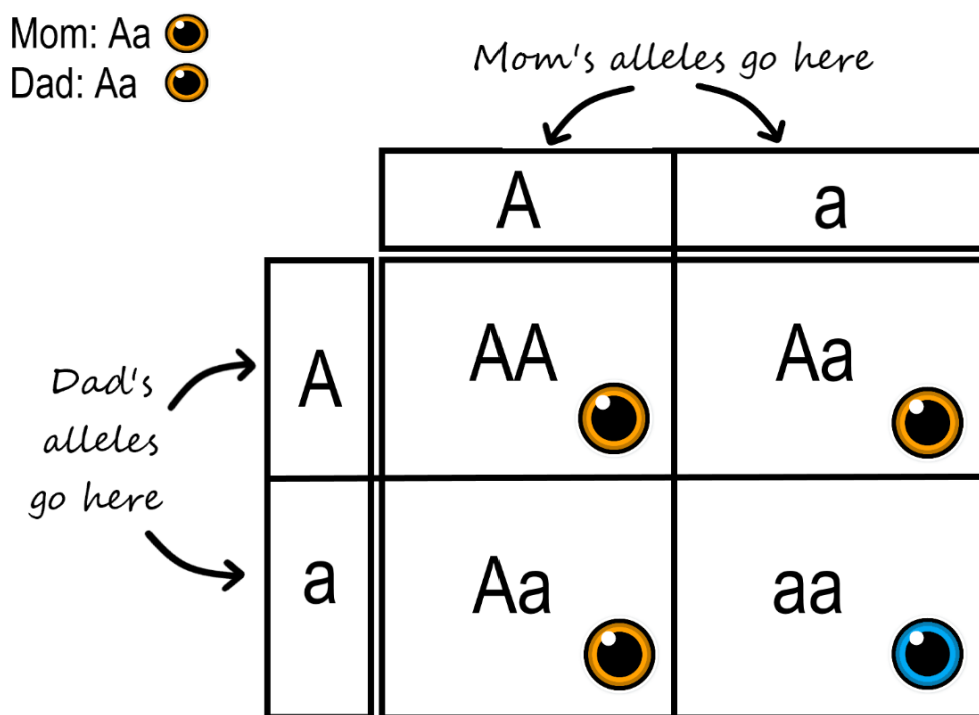 Mom: Aa
Dad: Aa
Mom's alleles go here
A a
Dad's
alleles
go here
A
AA Aa
a
Aa aa